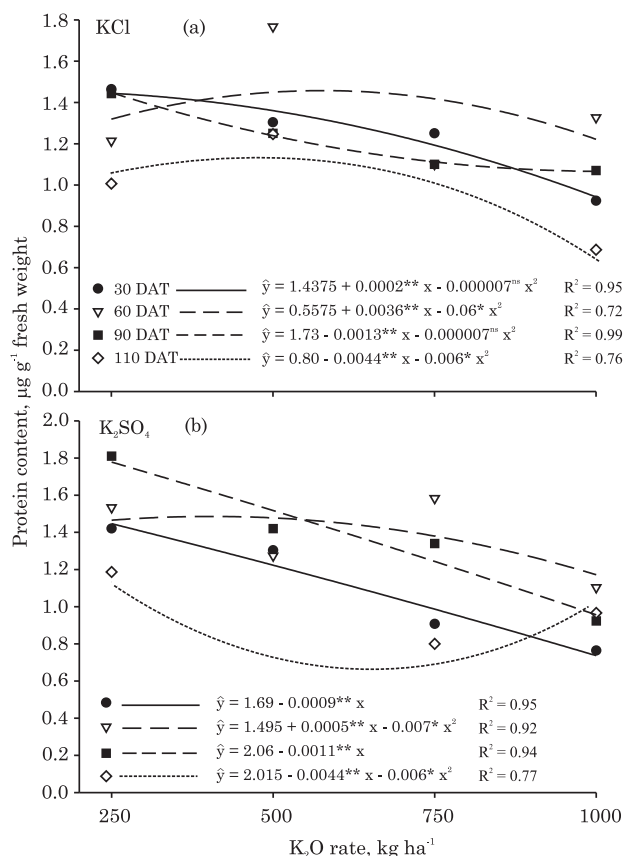 KCl (a)
1.8
1.6
1.4
1.2
1.0
0.8
0.6
0.4
0.2
0.0
30 DAT ŷ = 1.4375 + 0.0002** x - 0.000007ⁿˢ x² R² = 0.95
60 DAT ŷ = 0.5575 + 0.0036** x - 0.06* x² R² = 0.72
90 DAT ŷ = 1.73 - 0.0013** x - 0.000007ⁿˢ x² R² = 0.99
110 DAT ŷ = 0.80 - 0.0044** x - 0.006* x² R² = 0.76
Protein content, µg g⁻¹ fresh weight
K₂SO₄ (b)
2.0
1.8
1.6
1.4
1.2
1.0
0.8
0.6
0.4
0.2
0.0
ŷ = 1.69 - 0.0009** x R² = 0.95
ŷ = 1.495 + 0.0005** x - 0.007* x² R² = 0.92
ŷ = 2.06 - 0.0011** x R² = 0.94
ŷ = 2.015 - 0.0044** x - 0.006* x² R² = 0.77
250 500 750 1000
K₂O rate, kg ha⁻¹